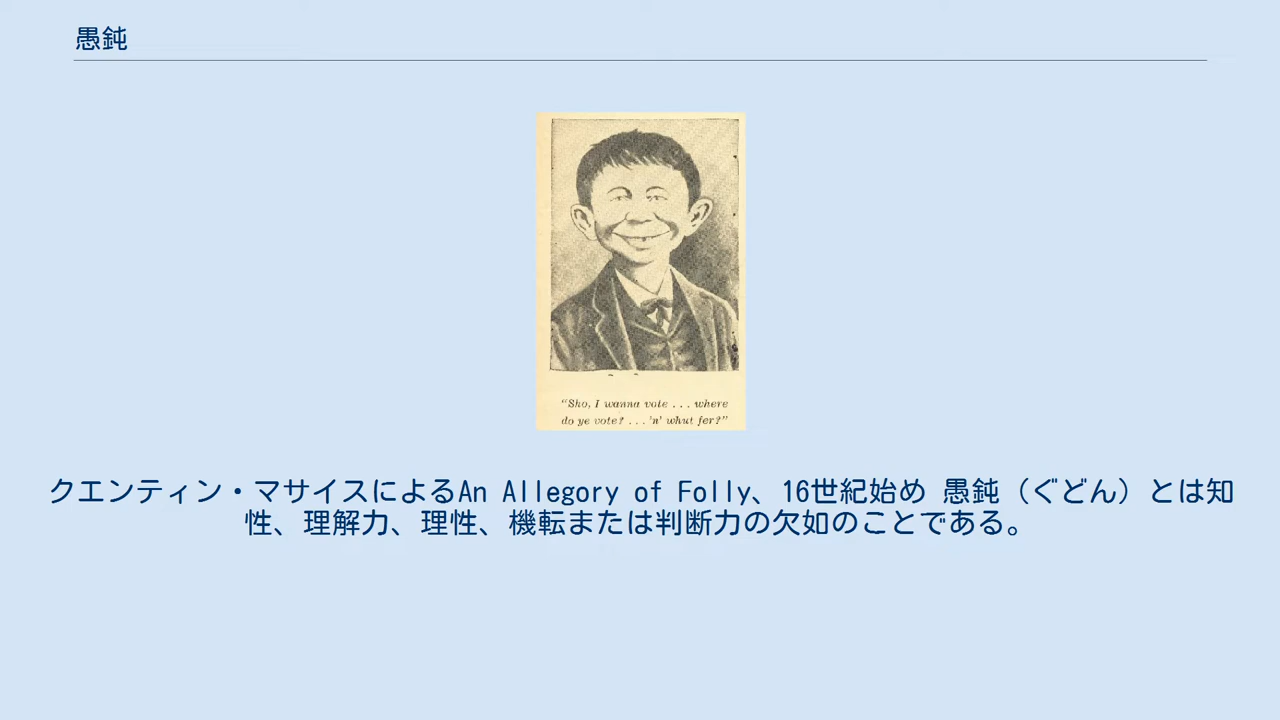 愚鈍
“Sho, I wanna vote . . . where
do ye vote? . . . 'n' whut fer?”
クエンティン・マサイスによるAn Allegory of Folly、16世紀始め 愚鈍（ぐどん）とは知
性、理解力、理性、機転または判断力の欠如のことである。